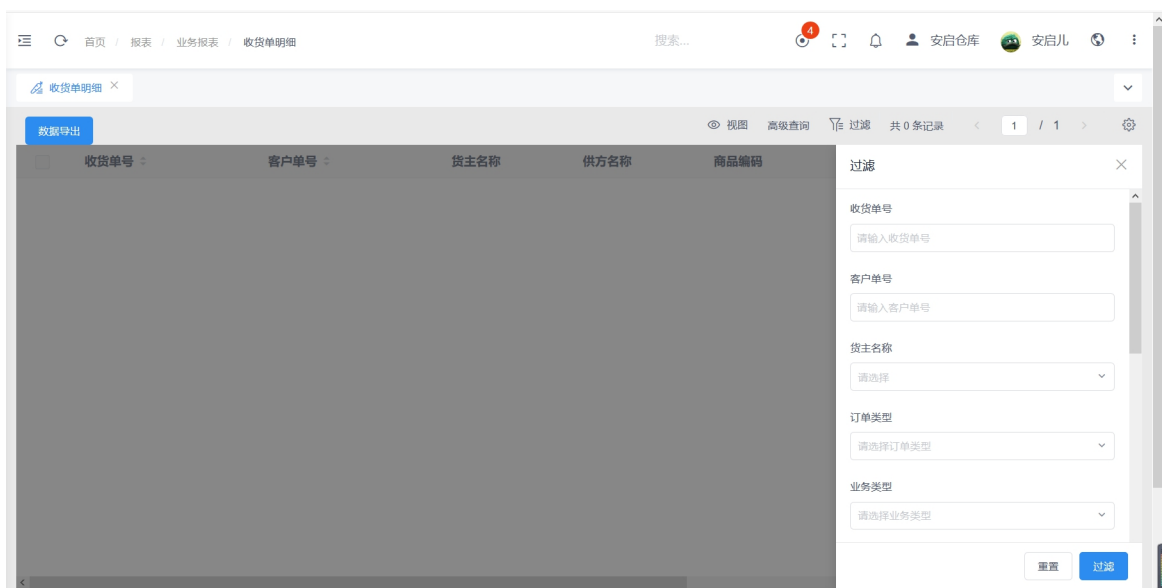 首页 / 报表 / 业务报表 / 收货单明细 搜索... 4 安启仓库 安启儿
收货单明细
数据导出 视图 高级查询 过滤 共 0 条记录 1 / 1
收货单号 客户单号 货主名称 供方名称 商品编码
过滤
收货单号
请输入收货单号
客户单号
请输入客户单号
货主名称
请选择
订单类型
请选择订单类型
业务类型
请选择业务类型
重置 过滤